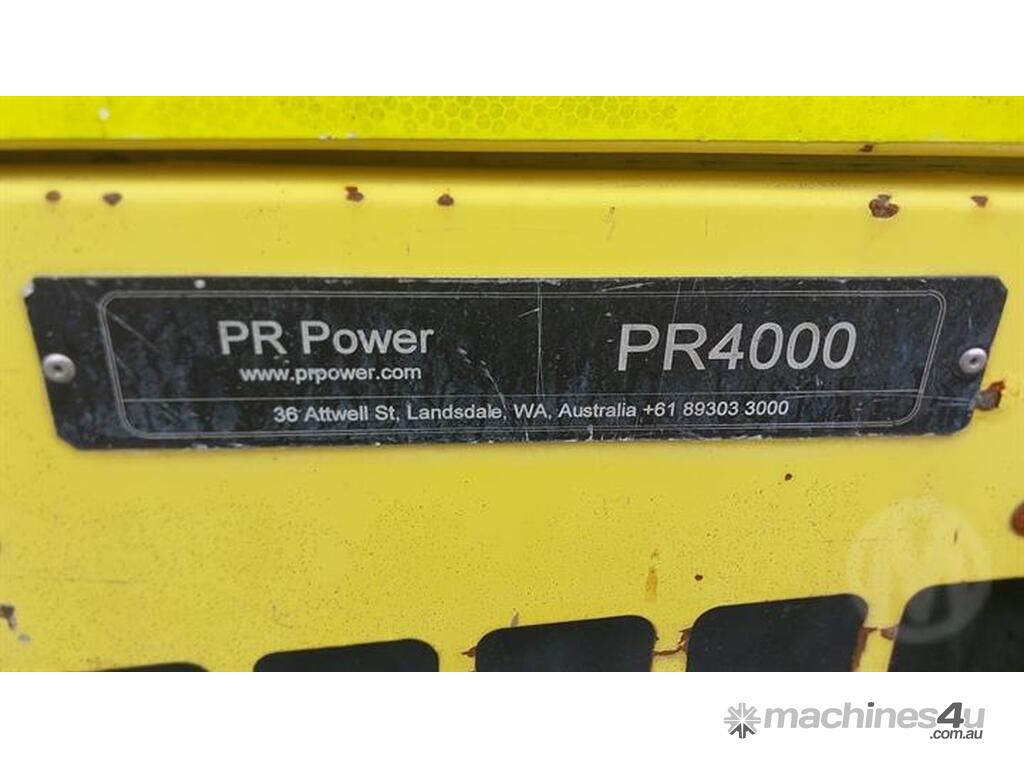 PR Power
www.prpower.com
PR4000
36 Attwell St, Landsdale, WA, Australia +61 89303 3000
M
machines4u
.com.au